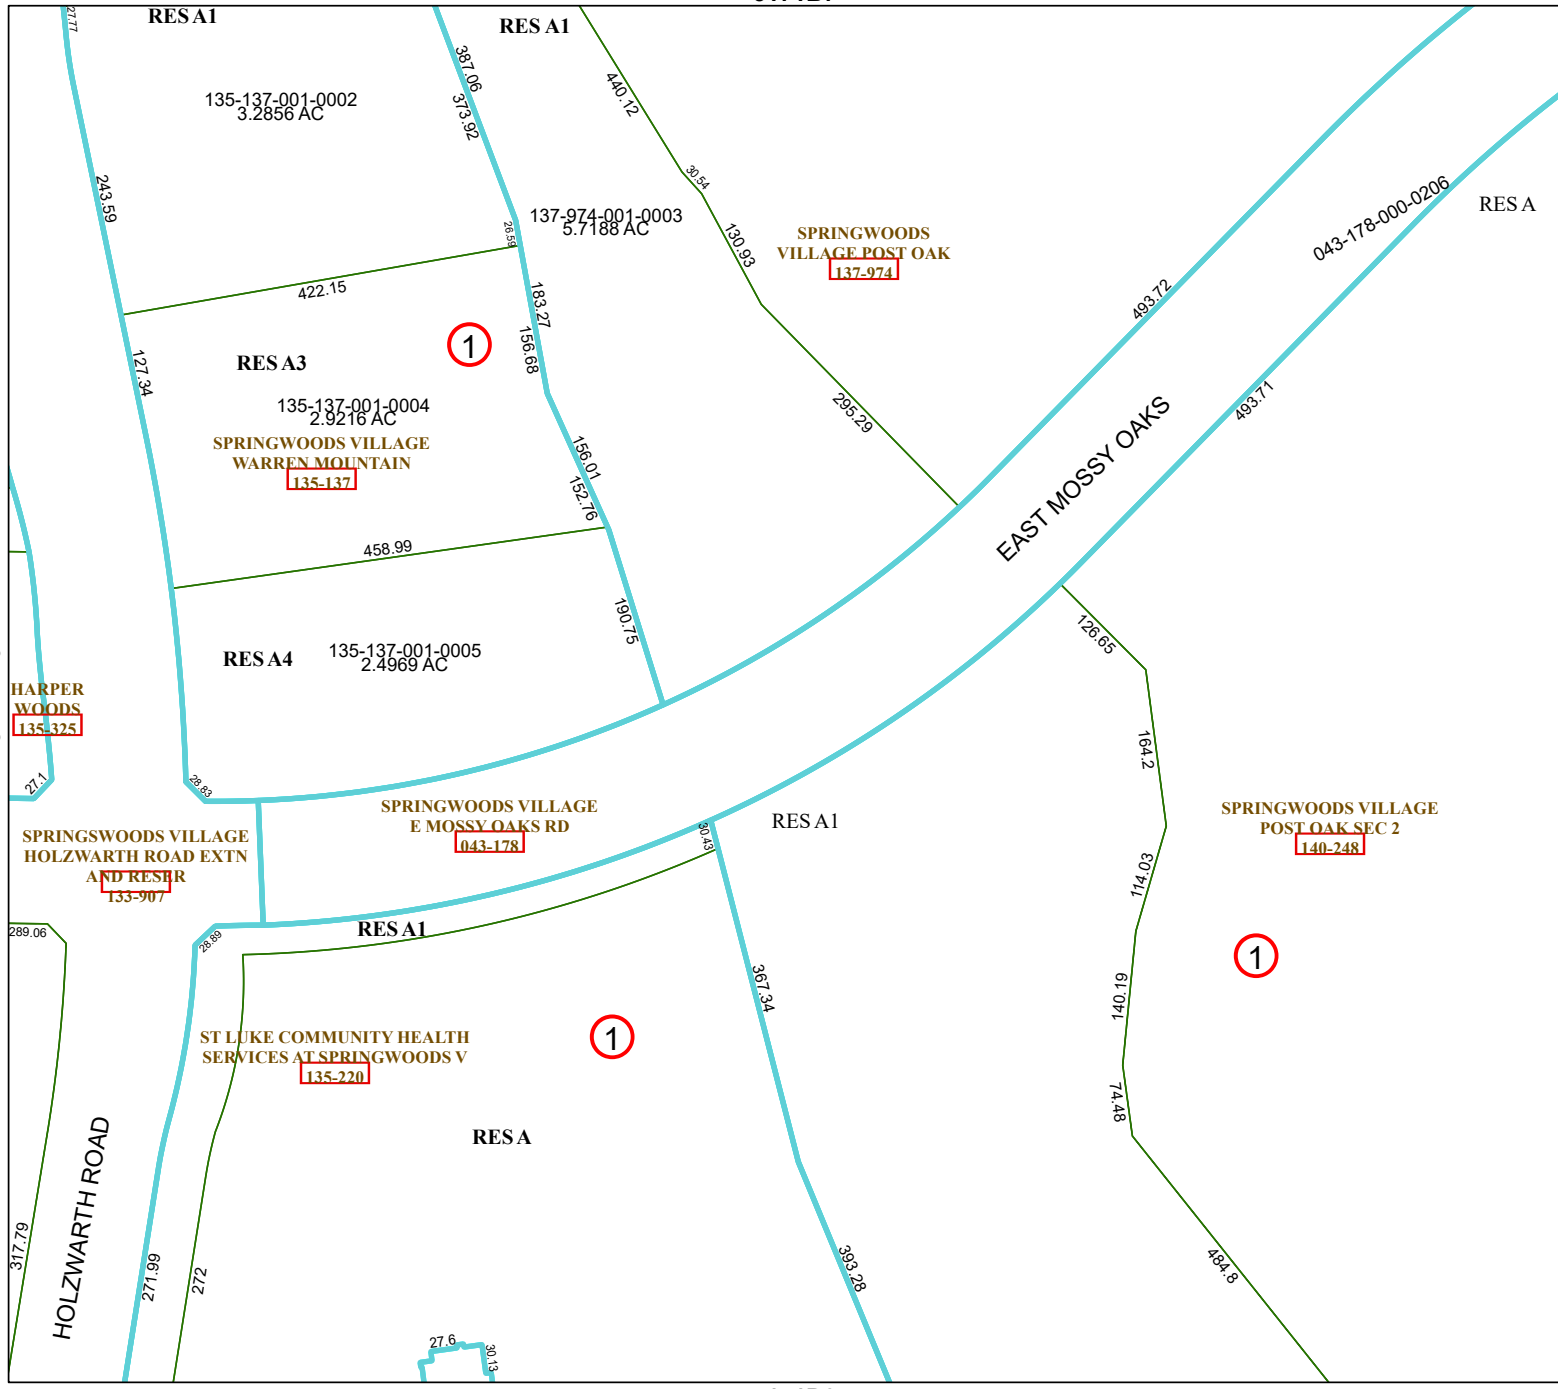 27.77
RES A1
387.06
373.92
RES A1
440.12
135-137-001-0002
3.2856 AC
30.54
243.59
26.59
137-974-001-0003
5.7188 AC
130.93
SPRINGWOODS
VILLAGE POST OAK
137-974
043-178-000-0206
RES A
422.15
183.27
156.68
493.72
1
127.34
RES A3
135-137-001-0004
2.9216 AC
295.29
493.71
SPRINGWOODS VILLAGE
WARREN MOUNTAIN
135-137
156.01
152.76
EAST MOSSY OAKS
458.99
190.75
126.65
RES A4
135-137-001-0005
2.4969 AC
HARPER
WOODS
135-325
164.2
27.1
28.83
SPRINGWOODS VILLAGE
E MOSSY OAKS RD
043-178
30.43
RES A1
SPRINGWOODS VILLAGE
POST OAK SEC 2
140-248
SPRINGSWOODS VILLAGE
HOLZWARTH ROAD EXTN
AND RESER
133-907
114.03
289.06
28.89
RES A1
1
367.34
140.19
ST LUKE COMMUNITY HEALTH
SERVICES AT SPRINGWOODS V
135-220
1
74.48
RES A
HOLZWARTH ROAD
317.79
271.99
272
393.28
484.8
27.6
30.13